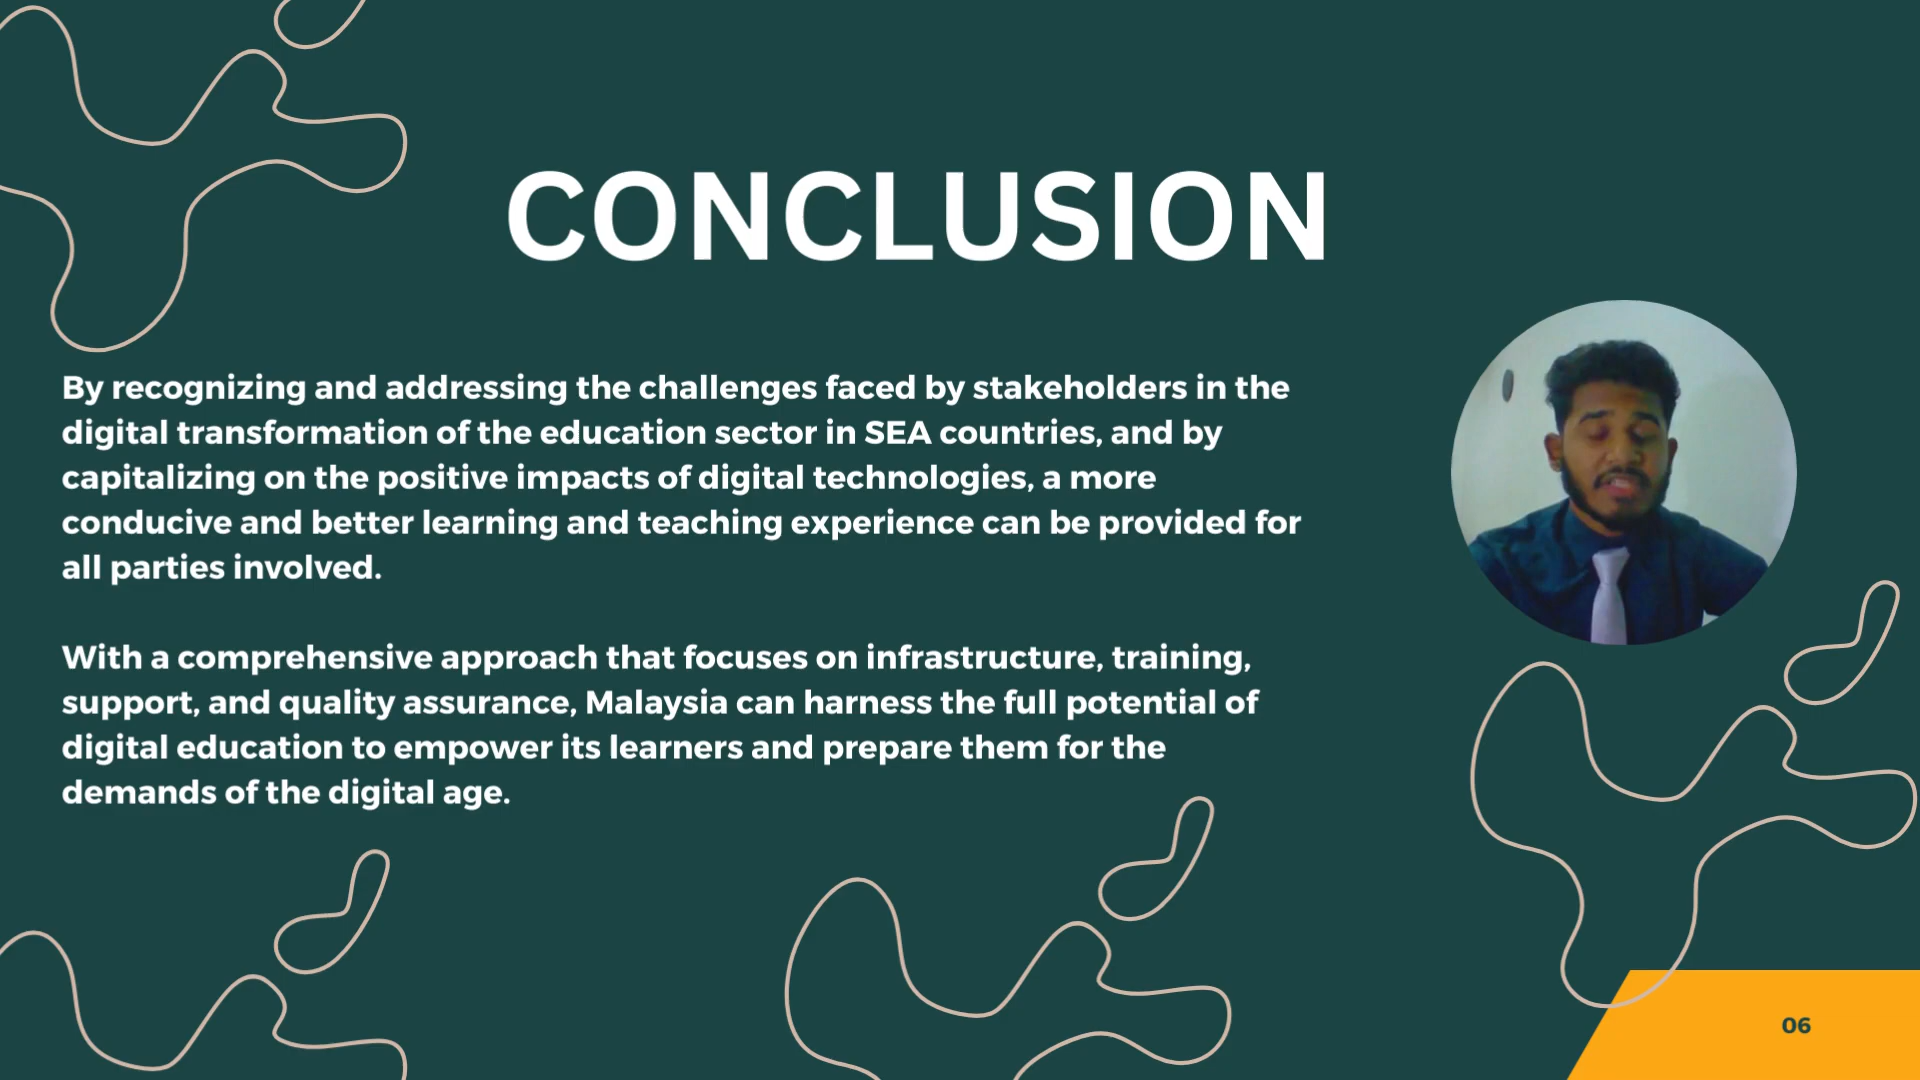 CONCLUSION
By recognizing and addressing the challenges faced by stakeholders in the
digital transformation of the education sector in SEA countries, and by
capitalizing on the positive impacts of digital technologies, a more
conducive and better learning and teaching experience can be provided for
all parties involved.
With a comprehensive approach that focuses on infrastructure, training,
support, and quality assurance, Malaysia can harness the full potential of
digital education to empower its learners and prepare them for the
demands of the digital age.
06